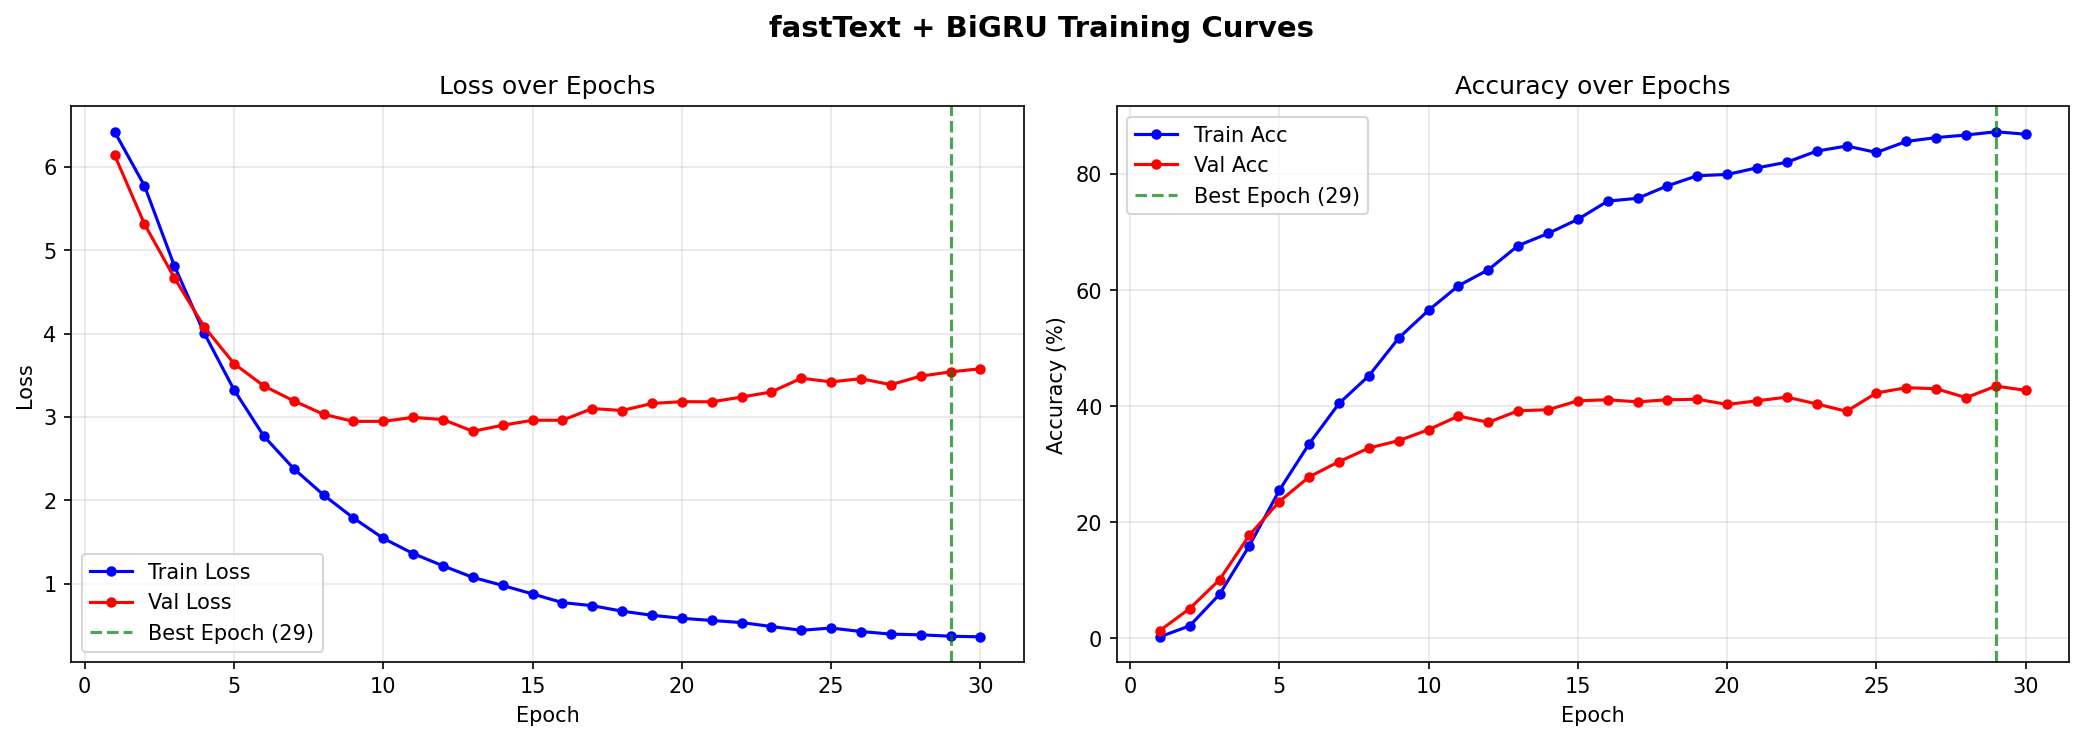 fastText + BiGRU Training Curves
Loss over Epochs
Loss
6
5
4
3
2
1
Train Loss
Val Loss
Best Epoch (29)
0 5 10 15 20 25 30
Epoch
Accuracy over Epochs
Accuracy (%)
Train Acc
Val Acc
Best Epoch (29)
80
60
40
20
0
0 5 10 15 20 25 30
Epoch